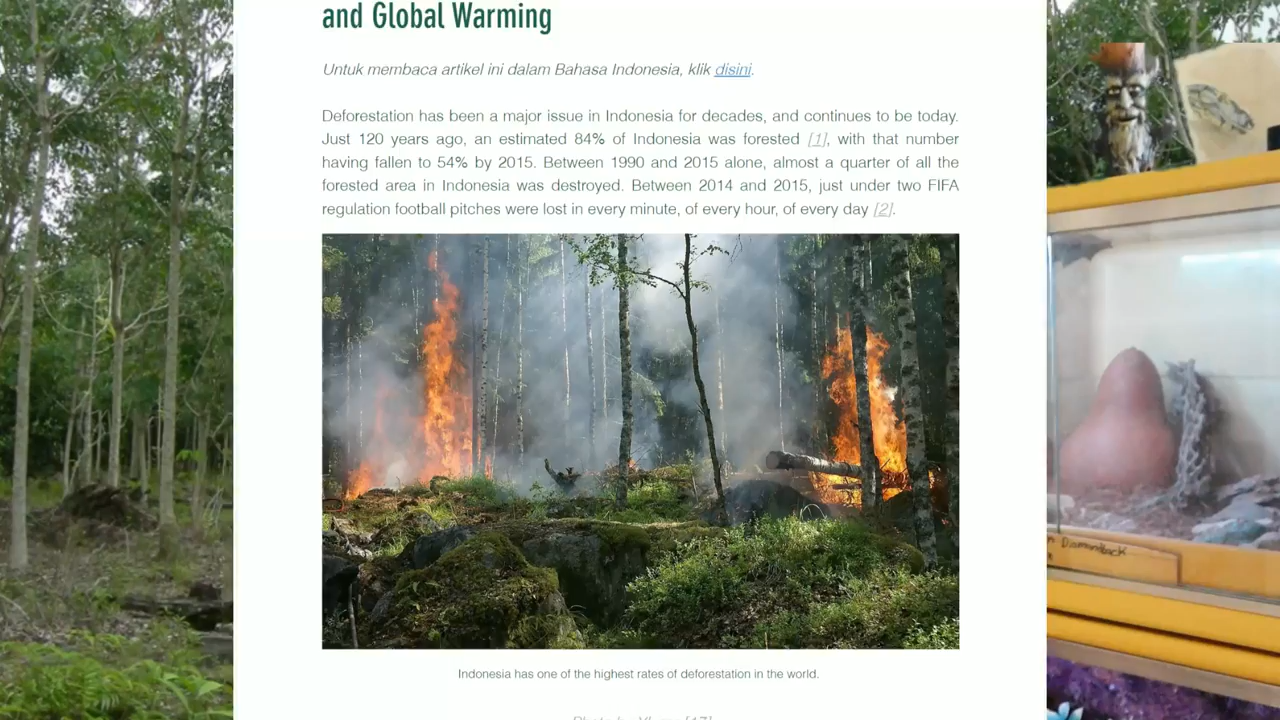 and Global Warming
Untuk membaca artikel ini dalam Bahasa Indonesia, klik disini.
Deforestation has been a major issue in Indonesia for decades, and continues to be today.
Just 120 years ago, an estimated 84% of Indonesia was forested [1], with that number
having fallen to 54% by 2015. Between 1990 and 2015 alone, almost a quarter of all the
forested area in Indonesia was destroyed. Between 2014 and 2015, just under two FIFA
regulation football pitches were lost in every minute, of every hour, of every day [2].
Indonesia has one of the highest rates of deforestation in the world.
Diamondback